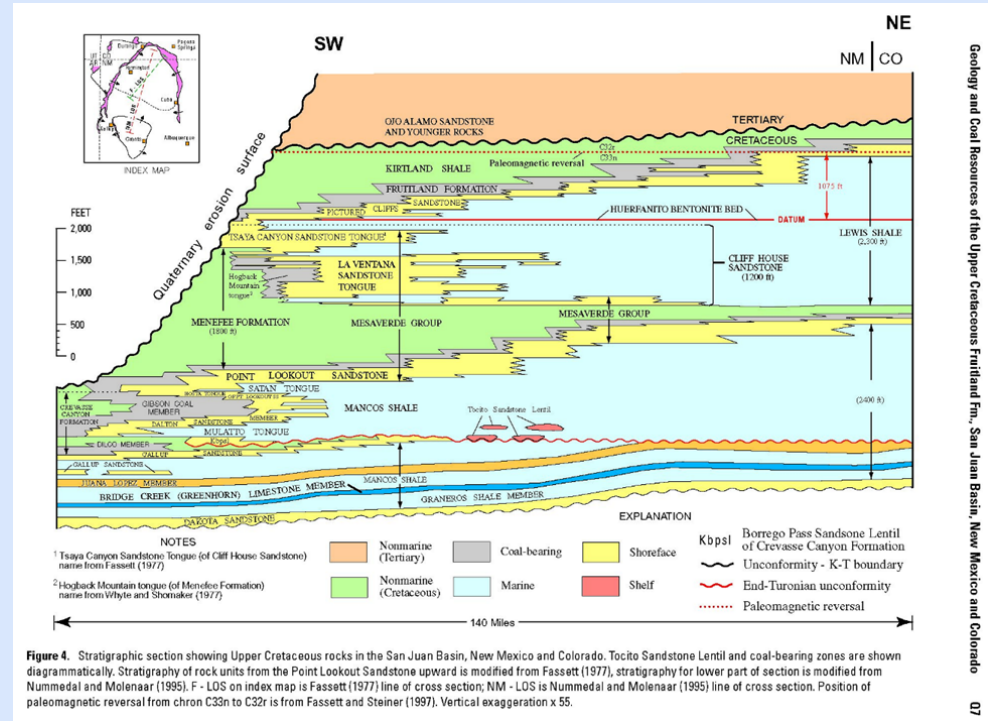 SW
NE
NM | CO
Durango
Pagosa Springs
UT CO
AZ NM
Farmington
Cuba
Gallup
Grants
Albuquerque
F - LOS
NM - LOS
INDEX MAP
Quaternary erosion surface
OJO ALAMO SANDSTONE
AND YOUNGER ROCKS
TERTIARY
CRETACEOUS
C32r
Paleomagnetic reversal
C33n
KIRTLAND SHALE
FRUITLAND FORMATION
PICTURED CLIFFS SANDSTONE
1075 ft
HUERFANITO BENTONITE BED
DATUM
LEWIS SHALE
(2,300 ft)
FEET
2,000
1,500
1,000
500
0
TSAYA CANYON SANDSTONE TONGUE¹
LA VENTANA
SANDSTONE
TONGUE
Hogback
Mountain
tongue²
CLIFF HOUSE
SANDSTONE
(1200 ft)
MENEFEE FORMATION
(1800 ft)
MESAVERDE GROUP
MESAVERDE GROUP
POINT LOOKOUT SANDSTONE
SATAN TONGUE
HOSTA TONGUE
CREVASSE
CANYON
FORMATION
GIBSON COAL
MEMBER
DALTON SANDSTONE MEMBER
MANCOS SHALE
MULATTO TONGUE
Tocito Sandstone Lentil
(2400 ft)
Kbpsl
DILCO MEMBER
GALLUP SANDSTONE
GALLUP SANDSTONE
MANCOS SHALE
JUANA LOPEZ MEMBER
BRIDGE CREEK (GREENHORN) LIMESTONE MEMBER
GRANEROS SHALE MEMBER
DAKOTA SANDSTONE
NOTES
¹ Tsaya Canyon Sandstone Tongue (of Cliff House Sandstone)
name from Fassett (1977)
² Hogback Mountain tongue (of Menefee Formation)
name from Whyte and Shomaker (1977)
EXPLANATION
Nonmarine
(Tertiary)
Coal-bearing
Shoreface
Nonmarine
(Cretaceous)
Marine
Shelf
Kbpsl Borrego Pass Sandsone Lentil
of Crevasse Canyon Formation
Unconformity - K-T boundary
End-Turonian unconformity
Paleomagnetic reversal
140 Miles
Figure 4. Stratigraphic section showing Upper Cretaceous rocks in the San Juan Basin, New Mexico and Colorado. Tocito Sandstone Lentil and coal-bearing zones are shown
diagrammatically. Stratigraphy of rock units from the Point Lookout Sandstone upward is modified from Fassett (1977), stratigraphy for lower part of section is modified from
Nummedal and Molenaar (1995). F - LOS on index map is Fassett (1977) line of cross section; NM - LOS is Nummedal and Molenaar (1995) line of cross section. Position of
paleomagnetic reversal from chron C33n to C32r is from Fassett and Steiner (1997). Vertical exaggeration x 55.
Geology and Coal Resources of the Upper Cretaceous Fruitland Fm., San Juan Basin, New Mexico and Colorado
Q7